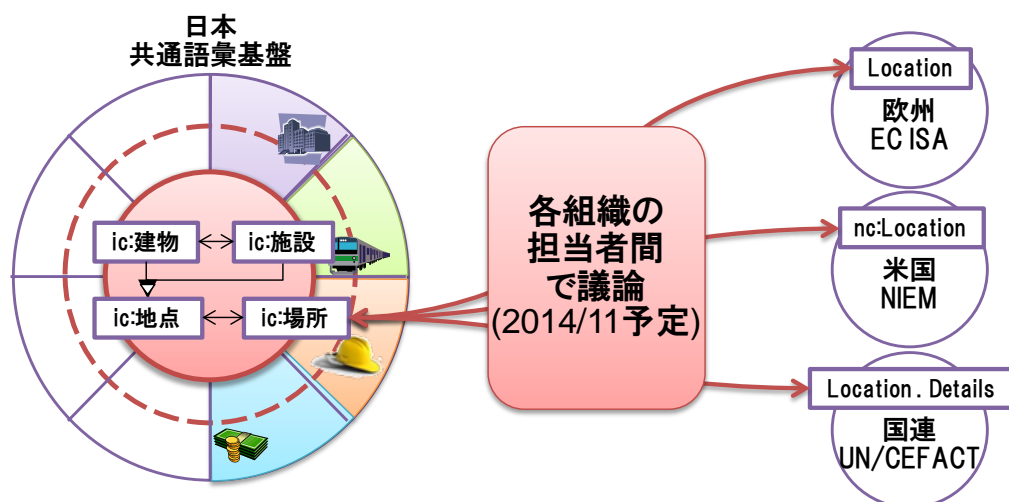 日本
共通語彙基盤
ic:建物
ic:施設
ic:地点
ic:場所
各組織の
担当者間
で議論
(2014/11予定)
Location
欧州
EC ISA
nc:Location
米国
NIEM
Location . Details
国連
UN/CEFACT